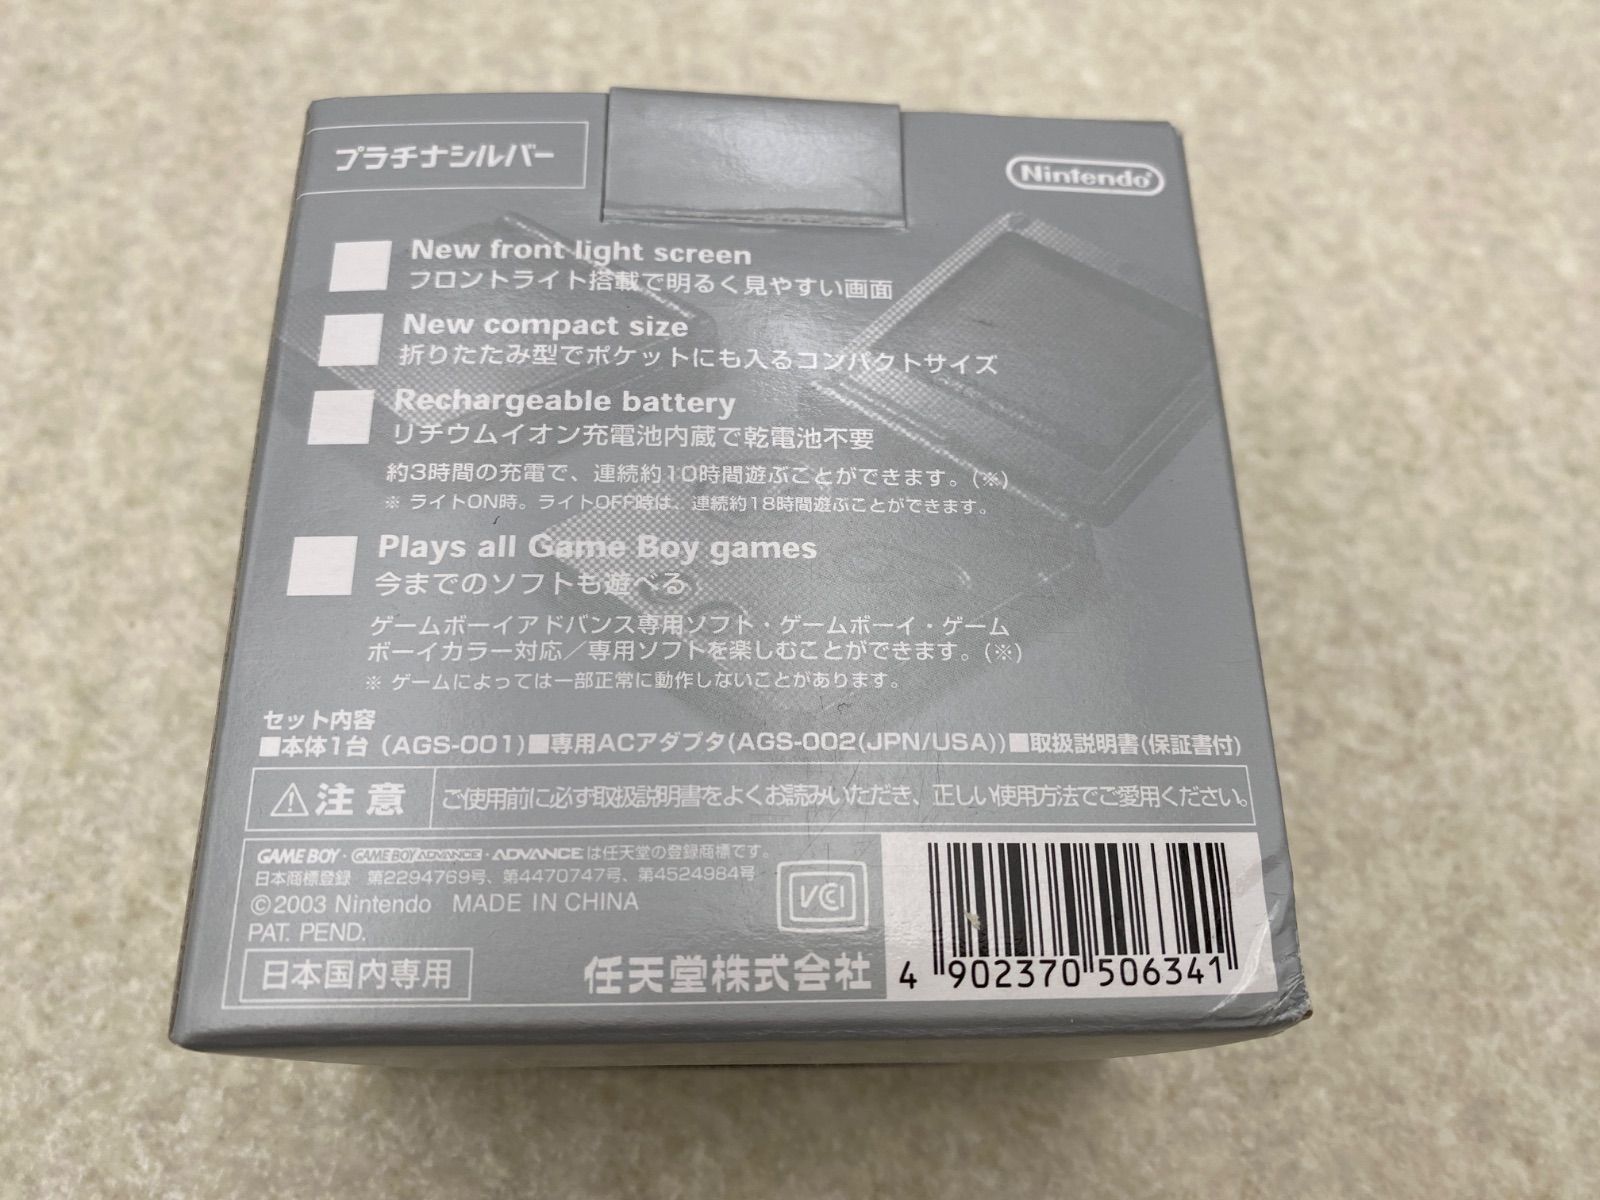 プラチナシルバー
Nintendo
New front light screen
フロントライト搭載で明るく見やすい画面
New compact size
折りたたみ型でポケットにも入るコンパクトサイズ
Rechargeable battery
リチウムイオン充電池内蔵で乾電池不要
約3時間の充電で、連続約10時間遊ぶことができます。(※)
※ ライトON時。ライトOFF時は、連続約18時間遊ぶことができます。
Plays all Game Boy games
今までのソフトも遊べる
ゲームボーイアドバンス専用ソフト・ゲームボーイ・ゲーム
ボーイカラー対応／専用ソフトを楽しむことができます。(※)
※ ゲームによっては一部正常に動作しないことがあります。
セット内容
■本体1台（AGS-001)■専用ACアダプタ(AGS-002(JPN/USA))■取扱説明書(保証書付)
⚠注意 ご使用前に必ず取扱説明書をよくお読みいただき、正しい使用方法でご愛用ください。
GAME BOY・GAME BOY ADVANCE・ADVANCEは任天堂の登録商標です。
日本商標登録 第2294769号、第4470747号、第4524984号
©2003 Nintendo MADE IN CHINA
PAT. PEND.
VCI
日本国内専用
任天堂株式会社
4 902370 506341